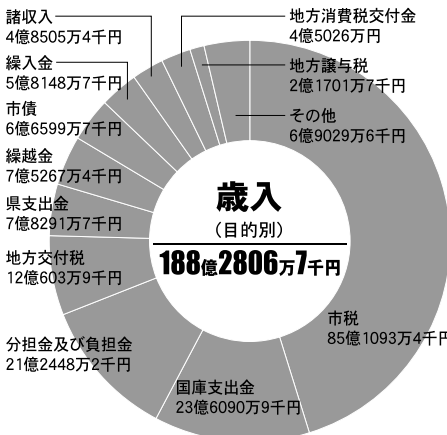 諸収入
4億8505万4千円
繰入金
5億8148万7千円
市債
6億6599万7千円
繰越金
7億5267万4千円
県支出金
7億8291万7千円
地方交付税
12億603万9千円
分担金及び負担金
21億2448万2千円
国庫支出金
23億6090万9千円
市税
85億1093万4千円
地方消費税交付金
4億5026万円
地方譲与税
2億1701万7千円
その他
6億9029万6千円
歳入
(目的別)
188億2806万7千円